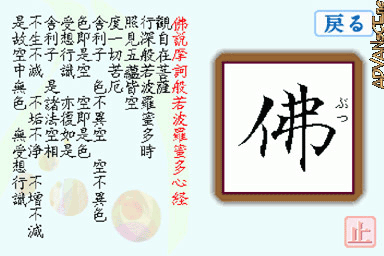 戻る
佛
ぶつ
佛説摩訶般若波羅蜜多心経
觀自在菩薩
行深般若波羅蜜多時
照見五蘊皆空
度一切苦厄
舍利子 色不異空 空不異色
色即是空 空即是色
受想行識 亦復如是
舍利子 是諸法空相
不生不滅 不垢不浄 不増不減
是故空中無色 無受想行識
止
ADVANsCEne